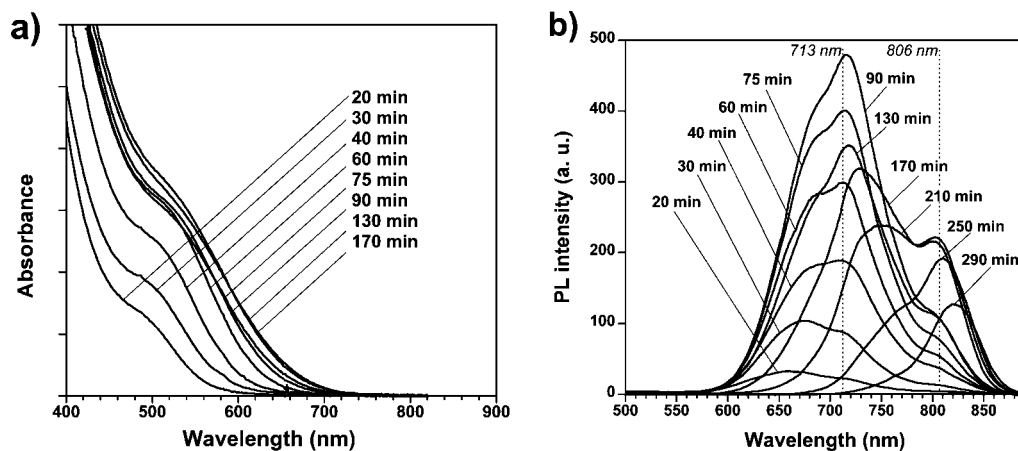 a)
Absorbance
20 min
30 min
40 min
60 min
75 min
90 min
130 min
170 min
400 500 600 700 800 900
Wavelength (nm)
b)
PL intensity (a. u.)
500
400
300
200
100
0
713 nm 806 nm
75 min
60 min
40 min
30 min
20 min
90 min
130 min
170 min
210 min
250 min
290 min
500 550 600 650 700 750 800 850
Wavelength (nm)